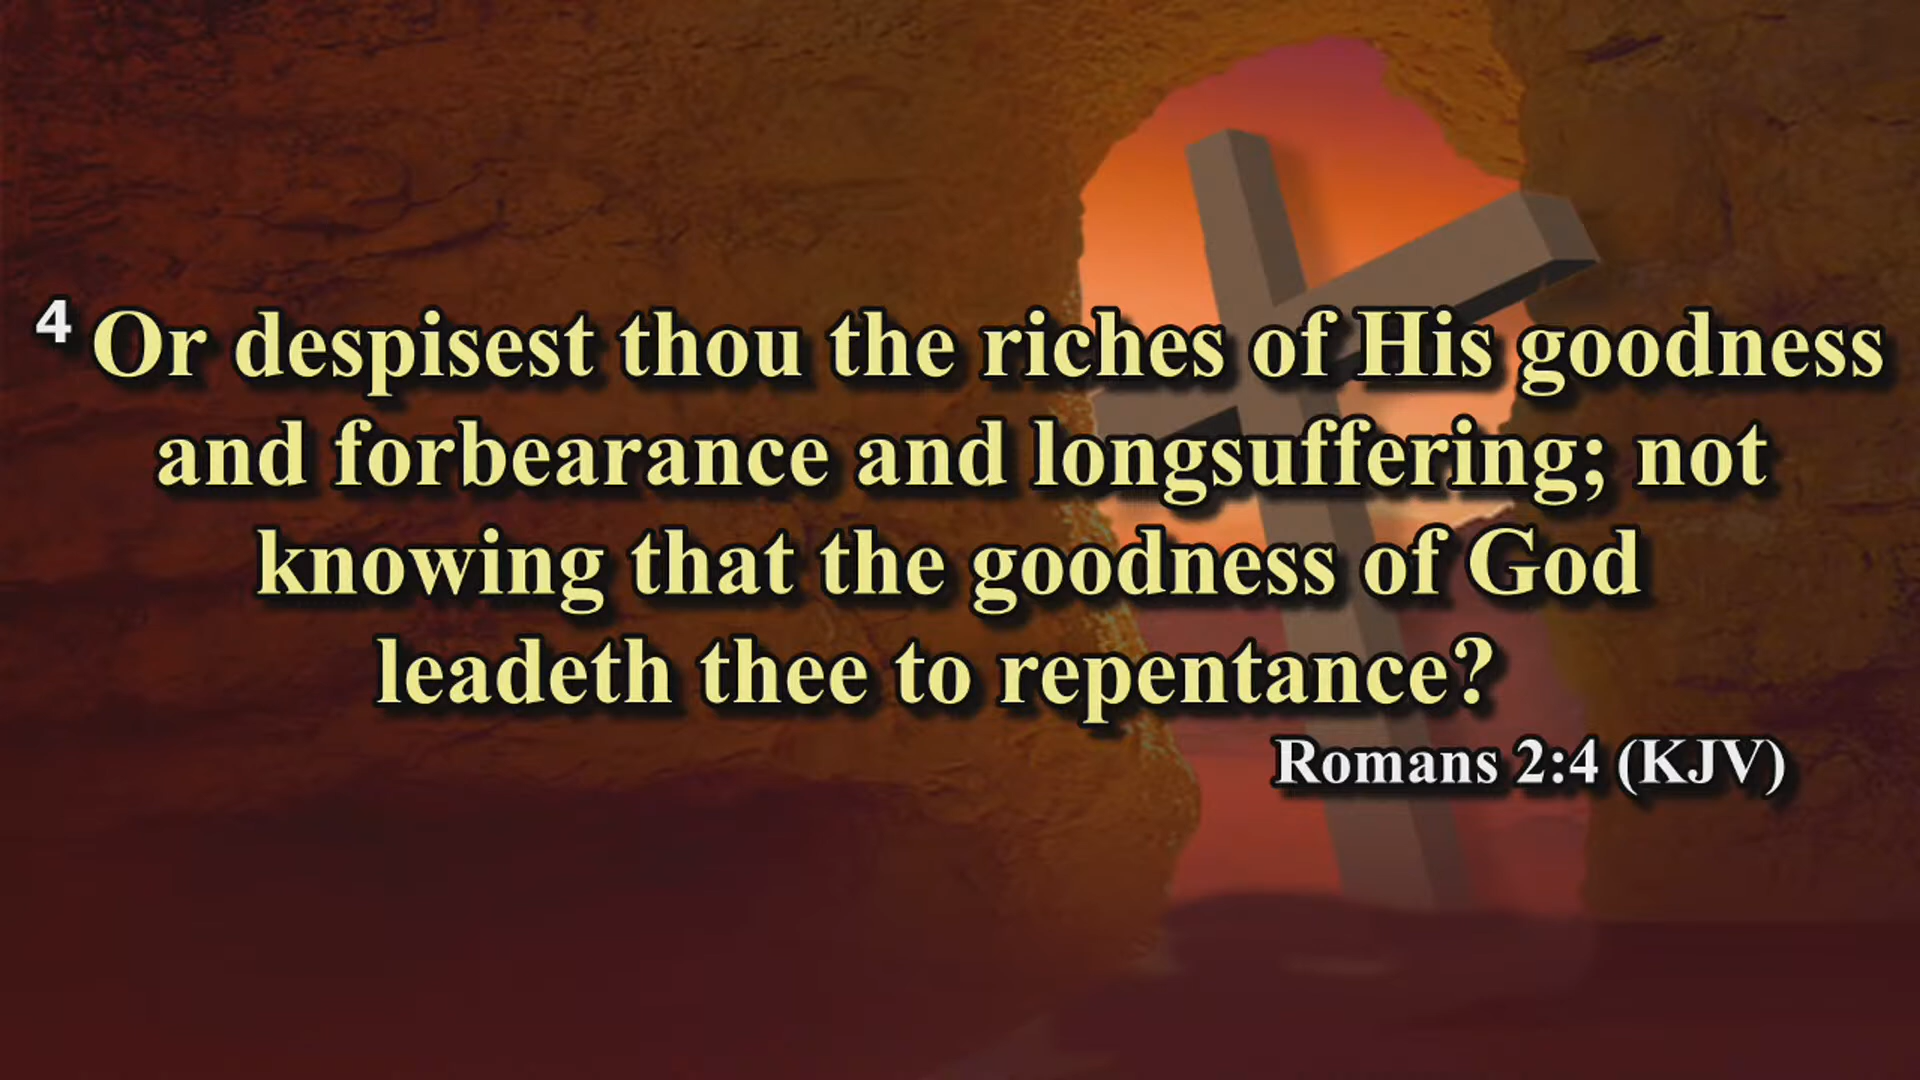 4 Or despisest thou the riches of His goodness
and forbearance and longsuffering; not
knowing that the goodness of God
leadeth thee to repentance?
Romans 2:4 (KJV)